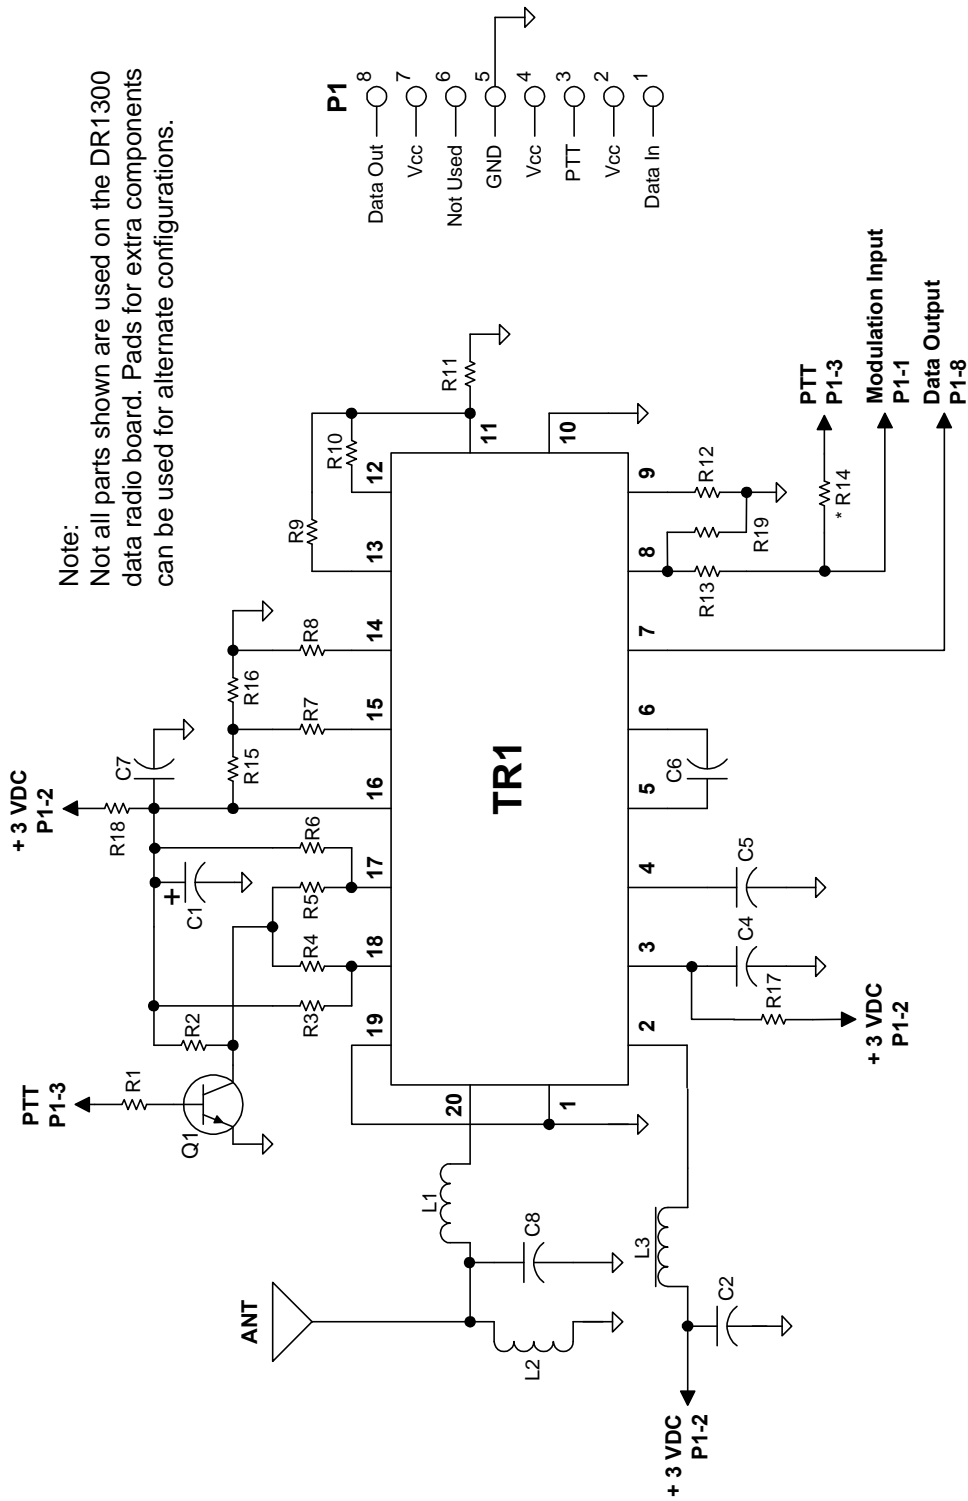 Note:
Not all parts shown are used on the DR1300
data radio board. Pads for extra components
can be used for alternate configurations.
P1
Data Out 8
Vcc 7
Not Used 6
GND 5
Vcc 4
PTT 3
Vcc 2
Data In 1
ANT
L2
L1
C8
+ 3 VDC
P1-2
C2
L3
PTT
P1-3
R1
Q1
R2
R3
R4
R5
R6
C1
+
+ 3 VDC
P1-2
R18
C7
R15
R16
R7
R8
R9
R10
R11
20
19
18
17
16
15
14
13
12
11
TR1
1
2
3
4
5
6
7
8
9
10
R17
C4
C5
C6
+ 3 VDC
P1-2
R13
R19
R12
* R14
PTT
P1-3
Modulation Input
P1-1
Data Output
P1-8